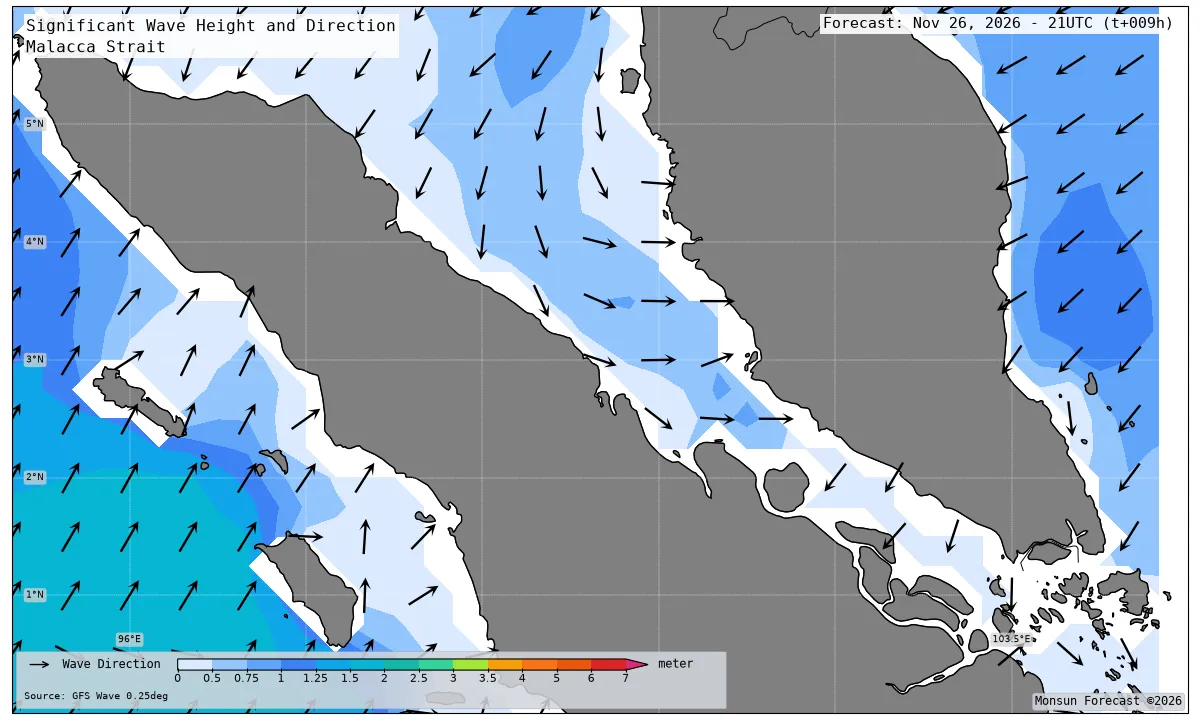 Significant Wave Height and Direction
Malacca Strait
Forecast: Nov 26, 2026 - 21UTC (t+009h)
5°N
4°N
3°N
2°N
1°N
96°E
103.5°E
Wave Direction
meter
0 0.5 0.75 1 1.25 1.5 2 2.5 3 3.5 4 5 6 7
Source: GFS Wave 0.25deg
Monsun Forecast ©2026